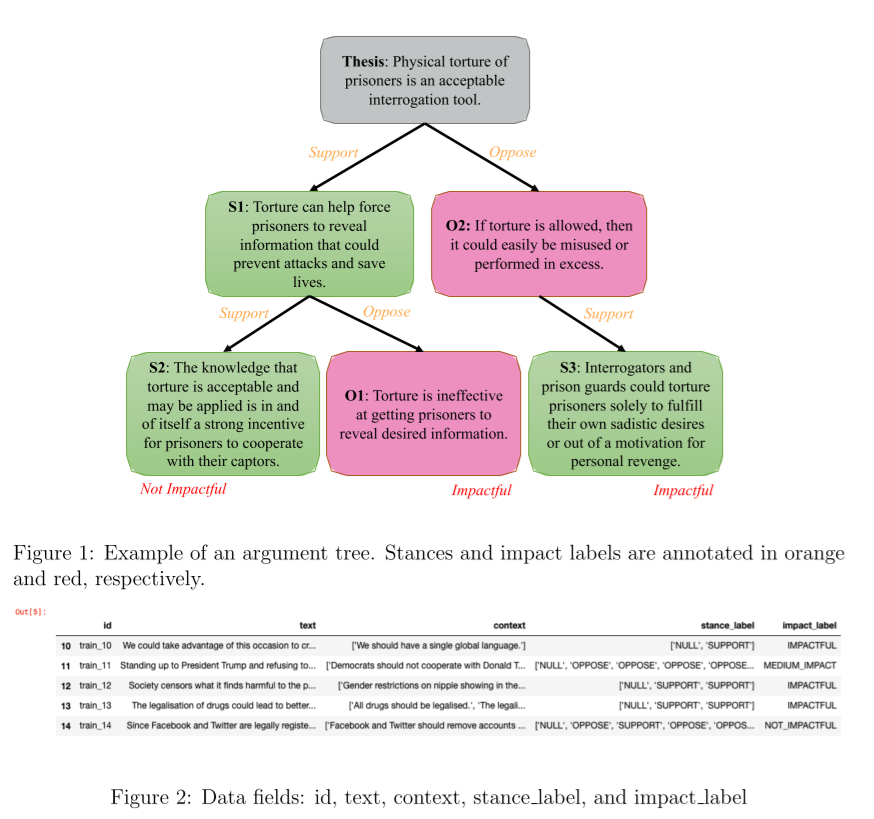 Thesis: Physical torture of
prisoners is an acceptable
interrogation tool.
Support
Oppose
S1: Torture can help force
prisoners to reveal
information that could
prevent attacks and save
lives.
O2: If torture is allowed, then
it could easily be misused or
performed in excess.
Support
Oppose
Support
S2: The knowledge that
torture is acceptable and
may be applied is in and
of itself a strong incentive
for prisoners to cooperate
with their captors.
O1: Torture is ineffective
at getting prisoners to
reveal desired information.
S3: Interrogators and
prison guards could torture
prisoners solely to fulfill
their own sadistic desires
or out of a motivation for
personal revenge.
Not Impactful
Impactful
Impactful
Figure 1: Example of an argument tree. Stances and impact labels are annotated in orange
and red, respectively.
Out[5]:
id text context stance_label impact_label
10 train_10 We could take advantage of this occasion to cr... ['We should have a single global language.'] ['NULL', 'SUPPORT'] IMPACTFUL
11 train_11 Standing up to President Trump and refusing to... ['Democrats should not cooperate with Donald T... ['NULL', 'OPPOSE', 'OPPOSE', 'OPPOSE', 'OPPOSE... MEDIUM_IMPACT
12 train_12 Society censors what it finds harmful to the p... ['Gender restrictions on nipple showing in the... ['NULL', 'SUPPORT', 'SUPPORT'] IMPACTFUL
13 train_13 The legalisation of drugs could lead to better... ['All drugs should be legalised.', 'The legali... ['NULL', 'SUPPORT', 'SUPPORT'] IMPACTFUL
14 train_14 Since Facebook and Twitter are legally registe... ['Facebook and Twitter should remove accounts ... ['NULL', 'OPPOSE', 'SUPPORT', 'OPPOSE', 'OPPOS... NOT_IMPACTFUL
Figure 2: Data fields: id, text, context, stance_label, and impact_label